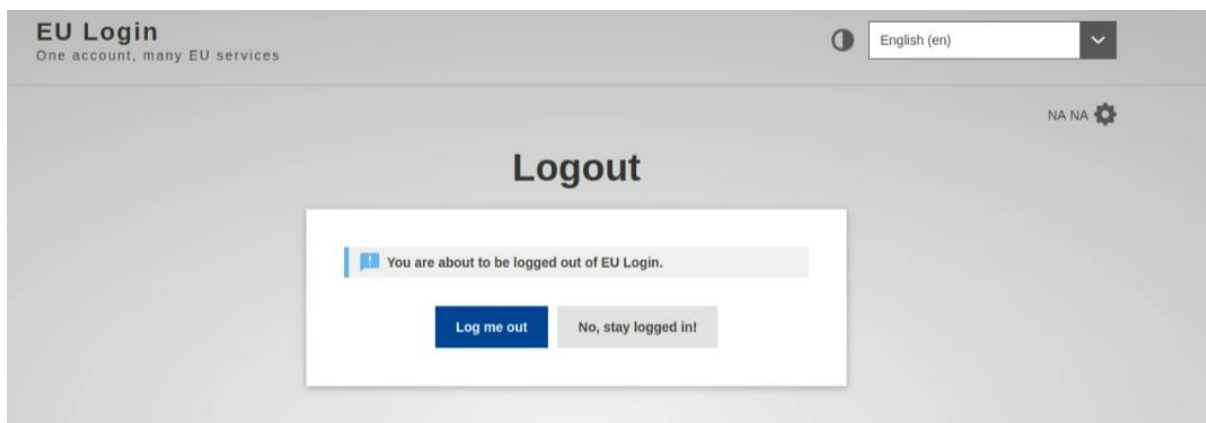 EU Login
One account, many EU services
English (en)
NA NA
Logout
You are about to be logged out of EU Login.
Log me out
No, stay logged in!